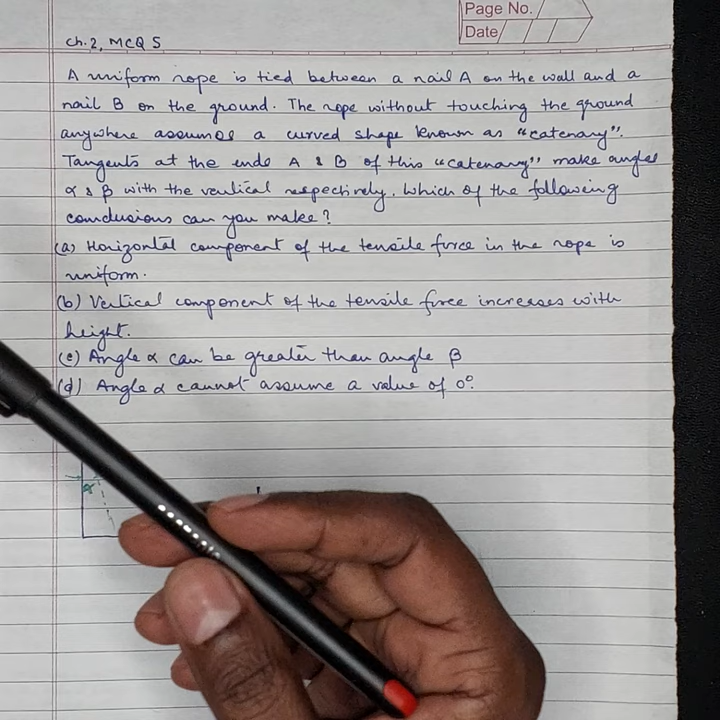 Page No.
Date
Ch.2, MCQ 5
A uniform rope is tied between a nail A on the wall and a
nail B on the ground. The rope without touching the ground
anywhere assumes a curved shape known as "catenary".
Tangents at the ends A & B of this "catenary" make angles
α & β with the vertical respectively. Which of the following
conclusions can you make?
(a) Horizontal component of the tensile force in the rope is
uniform.
(b) Vertical component of the tensile force increases with
height.
(c) Angle α can be greater than angle β
(d) Angle α cannot assume a value of 0°.
α